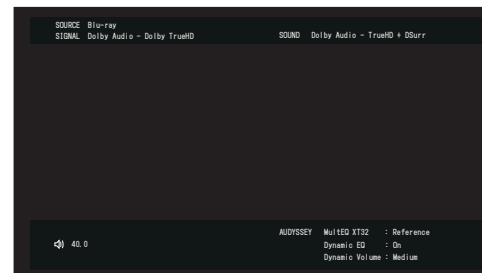 SOURCE Blu-ray
SIGNAL Dolby Audio - Dolby TrueHD
SOUND Dolby Audio - TrueHD + DSurr
40.0
AUDYSSEY MultEQ XT32 : Reference
Dynamic EQ : On
Dynamic Volume : Medium